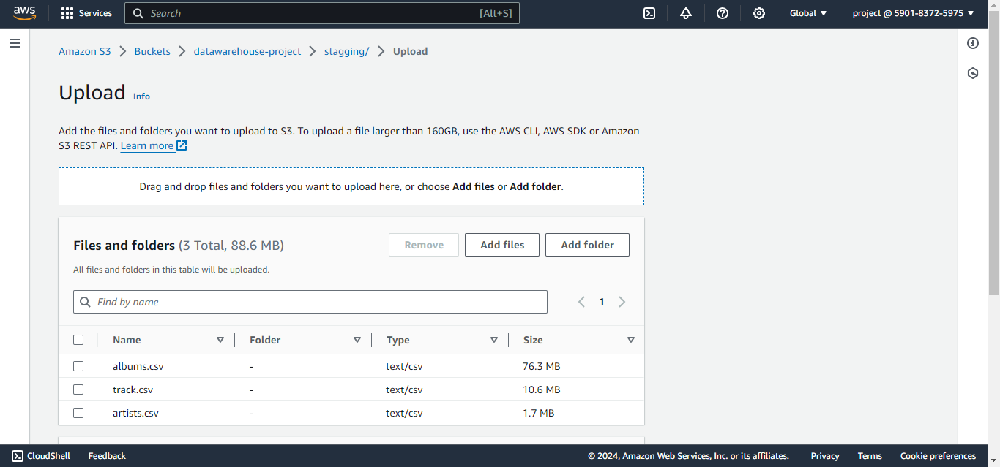 aws Services Search [Alt+S] Global project @ 5901-8372-5975
Amazon S3 Buckets datawarehouse-project stagging/ Upload
Upload Info
Add the files and folders you want to upload to S3. To upload a file larger than 160GB, use the AWS CLI, AWS SDK or Amazon
S3 REST API. Learn more
Drag and drop files and folders you want to upload here, or choose Add files or Add folder.
Files and folders (3 Total, 88.6 MB) Remove Add files Add folder
All files and folders in this table will be uploaded.
Find by name 1
Name Folder Type Size
albums.csv - text/csv 76.3 MB
track.csv - text/csv 10.6 MB
artists.csv - text/csv 1.7 MB
CloudShell Feedback © 2024, Amazon Web Services, Inc. or its affiliates. Privacy Terms Cookie preferences